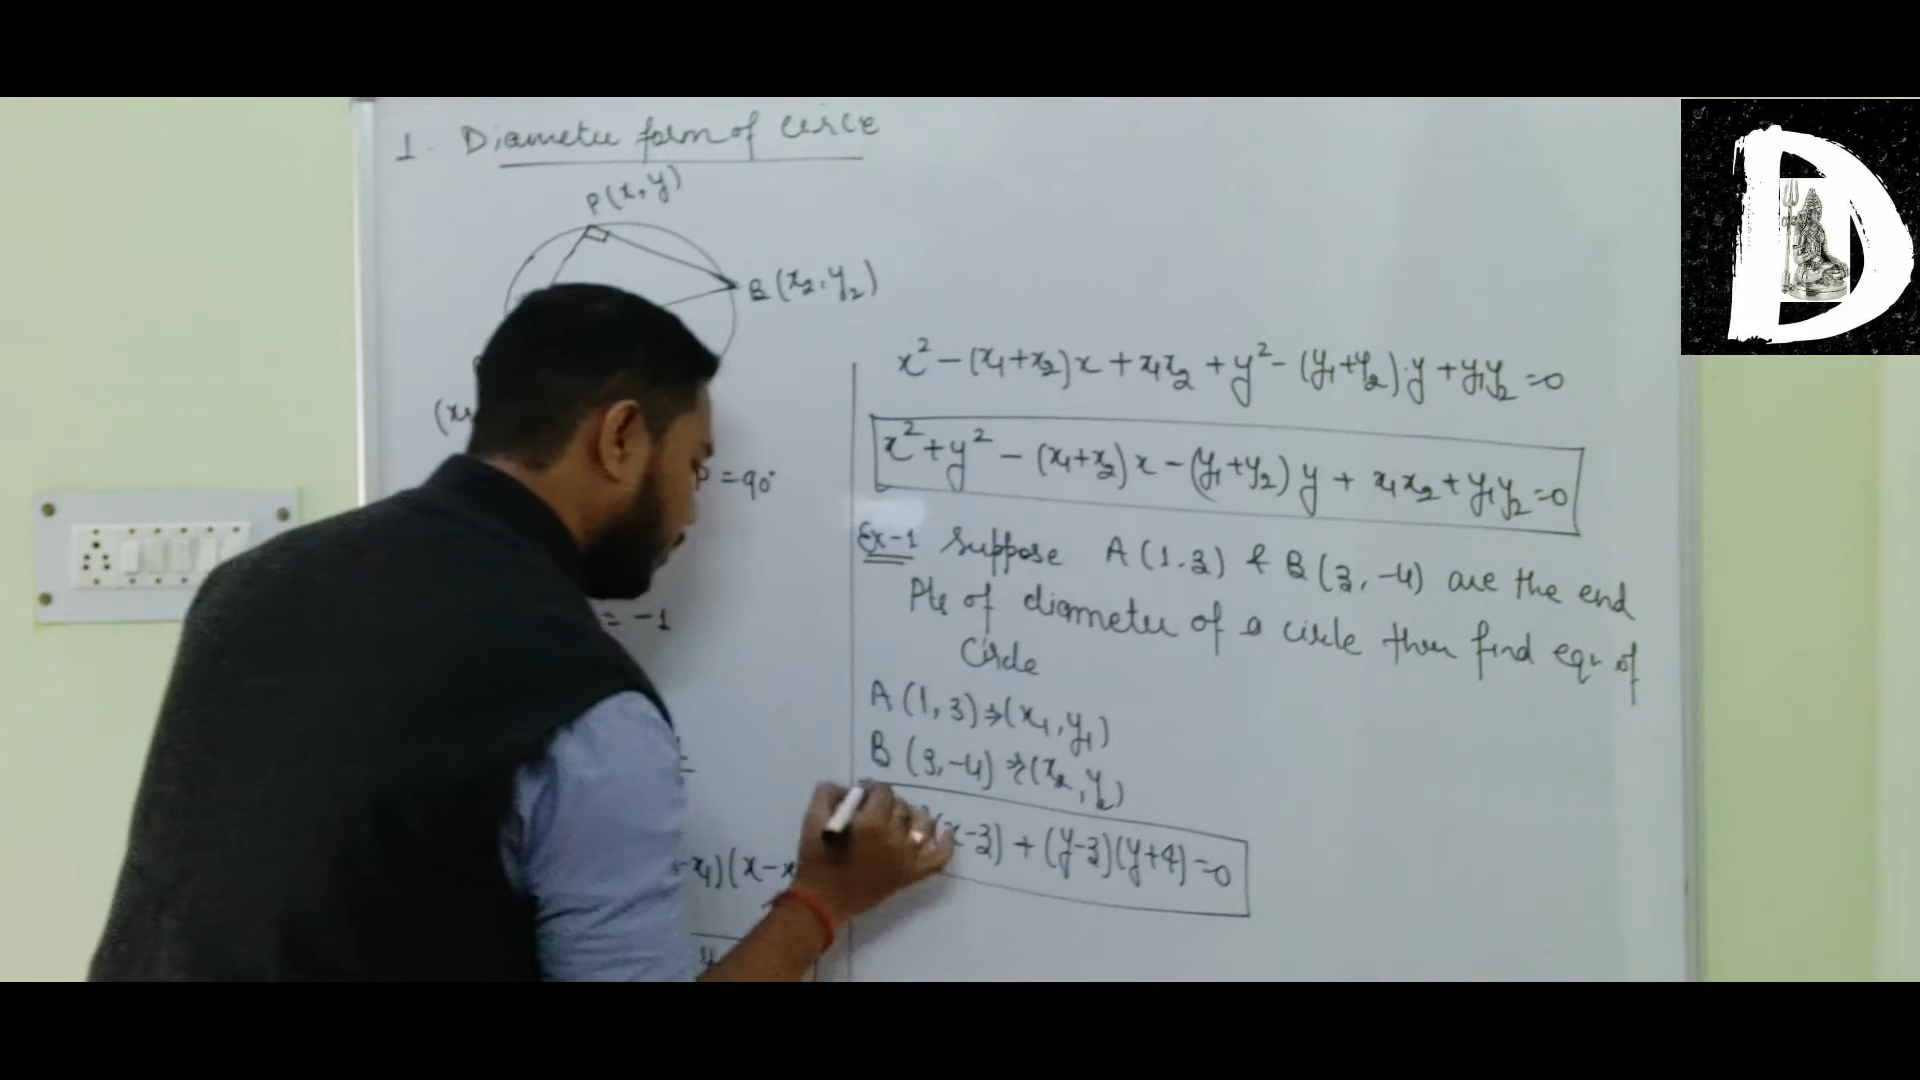 1. Diameter form of circle
P(x, y)
B (x₂, y₂)
(x₁
P = 90°
= -1
-x₁)(x-x
x² - (x₁+x₂)x + x₁x₂ + y² - (y₁+y₂).y + y₁y₂ = 0
x² + y² - (x₁+x₂)x - (y₁+y₂)y + x₁x₂ + y₁y₂ = 0
Ex-1 Suppose A(1.3) & B(3, -4) are the end
Pts of diameter of a circle then find eqn of
Circle
A (1, 3) ⇒ (x₁, y₁)
B (3, -4) ⇒ (x₂, y₂)
(x-3) + (y-3)(y+4) = 0